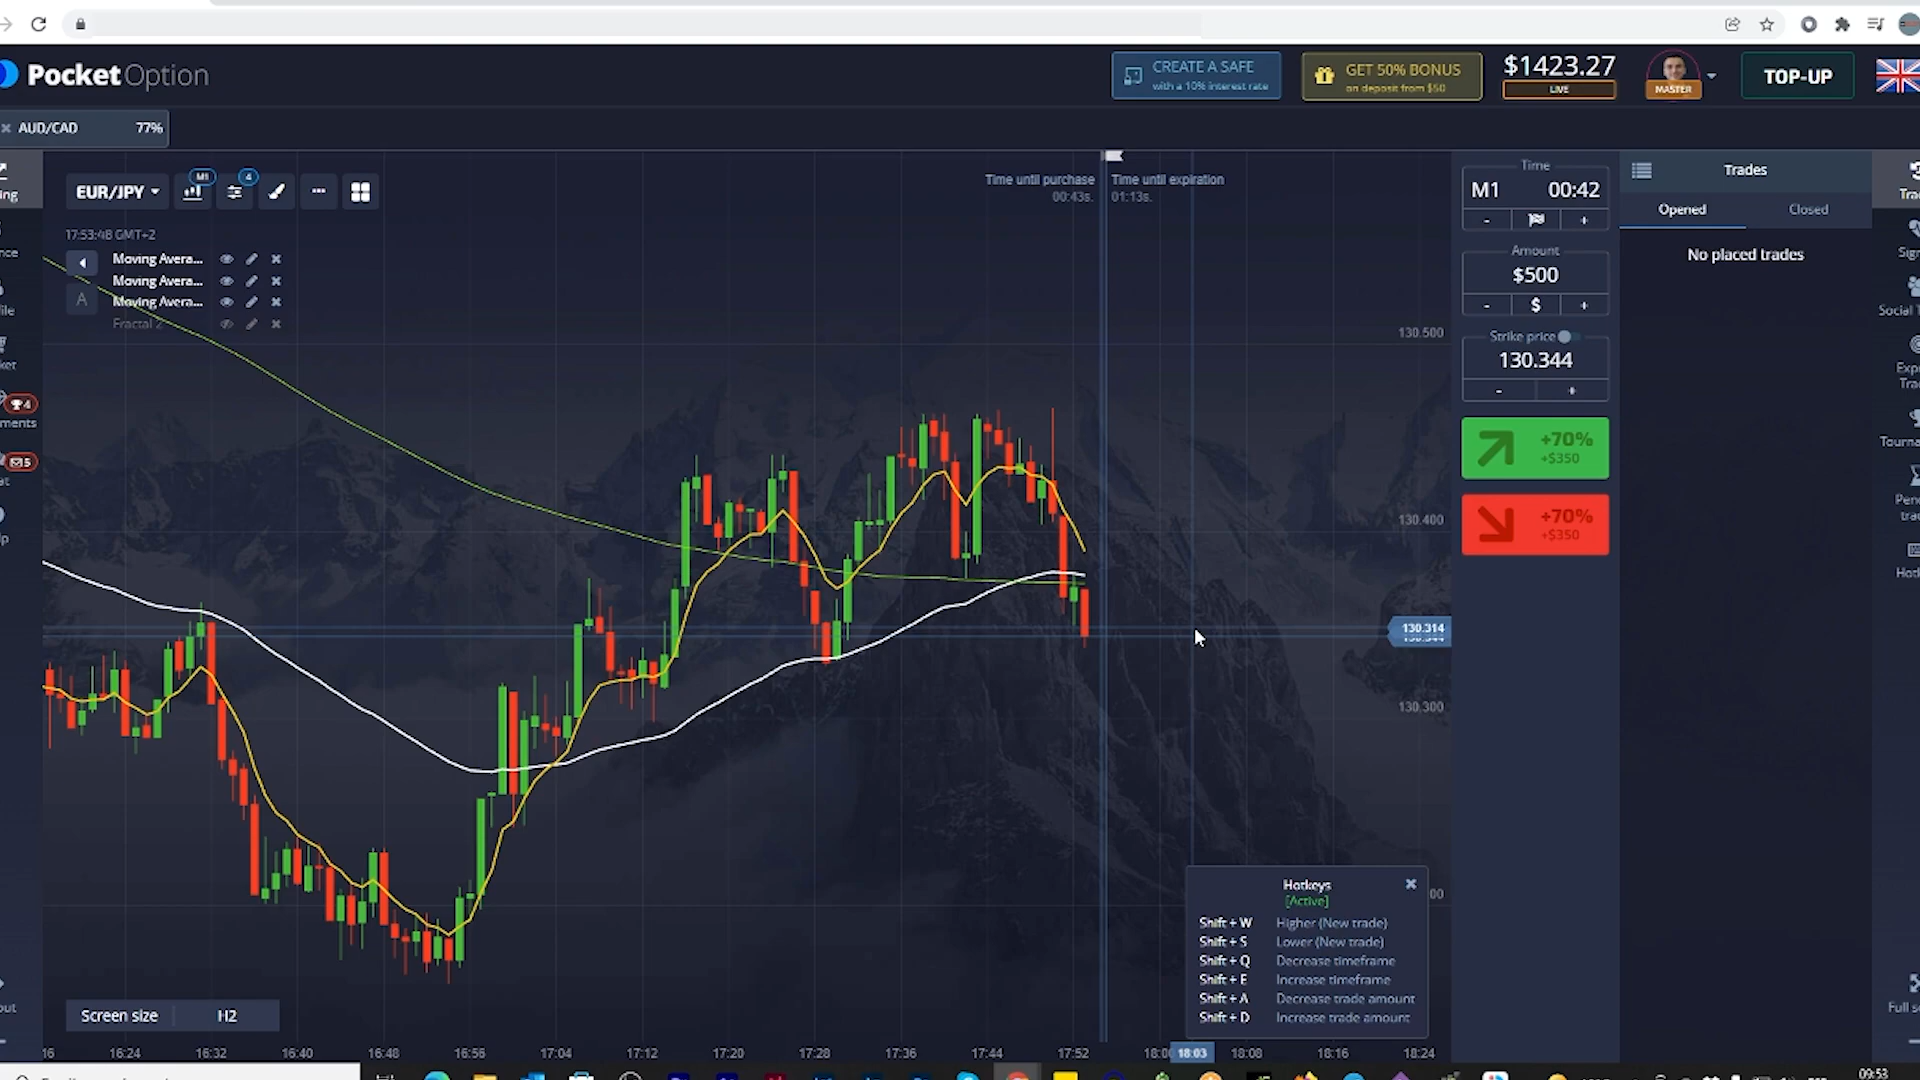 PocketOption
CREATE A SAFE
with a 10% interest rate
GET 50% BONUS
on deposit from $50
$1423.27
LIVE
MASTER
TOP-UP
AUD/CAD 77%
EUR/JPY
M1
4
Time until purchase
00:43s.
Time until expiration
01:13s.
17:53:48 GMT+2
Moving Avera...
Moving Avera...
Moving Avera...
Fractal 2
A
4
5
130.500
130.400
130.314
130.300
Time
M1 00:42
- +
Amount
$500
- $ +
Strike price
130.344
- +
+70%
+$350
+70%
+$350
Trades
Opened Closed
No placed trades
Social
Hotkeys
[Active]
Shift + W Higher (New trade)
Shift + S Lower (New trade)
Shift + Q Decrease timeframe
Shift + E Increase timeframe
Shift + A Decrease trade amount
Shift + D Increase trade amount
Screen size H2
16 16:24 16:32 16:40 16:48 16:56 17:04 17:12 17:20 17:28 17:36 17:44 17:52 18:03 18:08 18:16 18:24
09:53